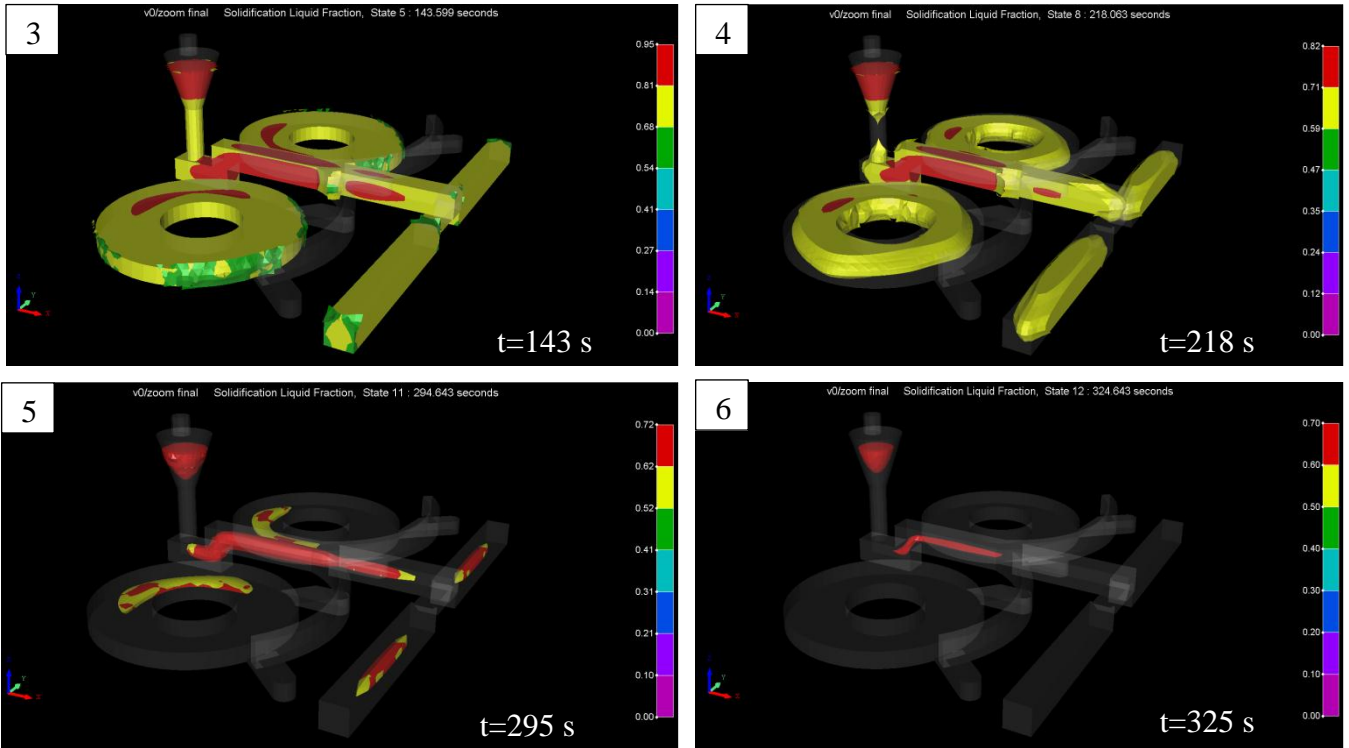 3
v0/zoom final Solidification Liquid Fraction, State 5 : 143.599 seconds
0.95
0.81
0.68
0.54
0.41
0.27
0.14
0.00
Y
X
t=143 s
4
v0/zoom final Solidification Liquid Fraction, State 8 : 218.063 seconds
0.82
0.71
0.59
0.47
0.35
0.24
0.12
0.00
Y
X
t=218 s
5
v0/zoom final Solidification Liquid Fraction, State 11 : 294.643 seconds
0.72
0.62
0.52
0.41
0.31
0.21
0.10
0.00
Y
X
t=295 s
6
v0/zoom final Solidification Liquid Fraction, State 12 : 324.643 seconds
0.70
0.60
0.50
0.40
0.30
0.20
0.10
0.00
Y
X
t=325 s